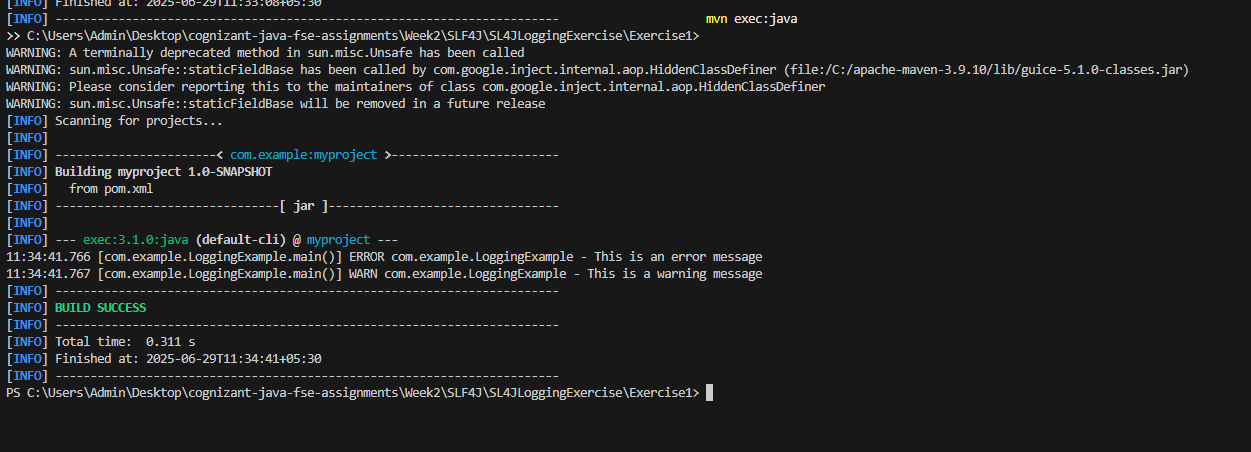 [INFO] Finished at: 2025-06-29T11:33:08+05:30
[INFO] ------------------------------------------------------------------------ mvn exec:java
>> C:\Users\Admin\Desktop\cognizant-java-fse-assignments\Week2\SLF4J\SL4JLoggingExercise\Exercise1>
WARNING: A terminally deprecated method in sun.misc.Unsafe has been called
WARNING: sun.misc.Unsafe::staticFieldBase has been called by com.google.inject.internal.aop.HiddenClassDefiner (file:/C:/apache-maven-3.9.10/lib/guice-5.1.0-classes.jar)
WARNING: Please consider reporting this to the maintainers of class com.google.inject.internal.aop.HiddenClassDefiner
WARNING: sun.misc.Unsafe::staticFieldBase will be removed in a future release
[INFO] Scanning for projects...
[INFO]
[INFO] -----------------------< com.example:myproject >------------------------
[INFO] Building myproject 1.0-SNAPSHOT
[INFO]   from pom.xml
[INFO] --------------------------------[ jar ]---------------------------------
[INFO]
[INFO] --- exec:3.1.0:java (default-cli) @ myproject ---
11:34:41.766 [com.example.LoggingExample.main()] ERROR com.example.LoggingExample - This is an error message
11:34:41.767 [com.example.LoggingExample.main()] WARN com.example.LoggingExample - This is a warning message
[INFO] ------------------------------------------------------------------------
[INFO] BUILD SUCCESS
[INFO] ------------------------------------------------------------------------
[INFO] Total time:  0.311 s
[INFO] Finished at: 2025-06-29T11:34:41+05:30
[INFO] ------------------------------------------------------------------------
PS C:\Users\Admin\Desktop\cognizant-java-fse-assignments\Week2\SLF4J\SL4JLoggingExercise\Exercise1>